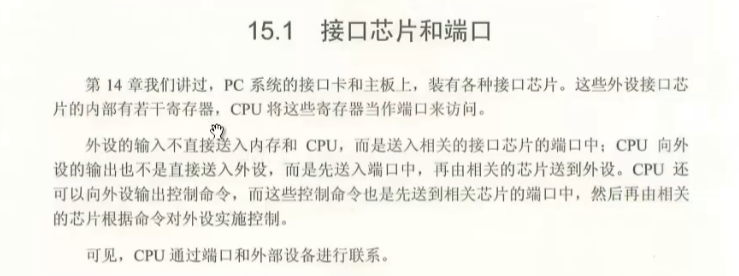 15.1 接口芯片和端口
第 14 章我们讲过，PC 系统的接口卡和主板上，装有各种接口芯片。这些外设接口芯
片的内部有若干寄存器，CPU 将这些寄存器当作端口来访问。
外设的输入不直接送入内存和 CPU，而是送入相关的接口芯片的端口中；CPU 向外
设的输出也不是直接送入外设，而是先送入端口中，再由相关的芯片送到外设。CPU 还
可以向外设输出控制命令，而这些控制命令也是先送到相关芯片的端口中，然后再由相关
的芯片根据命令对外设实施控制。
可见，CPU 通过端口和外部设备进行联系。